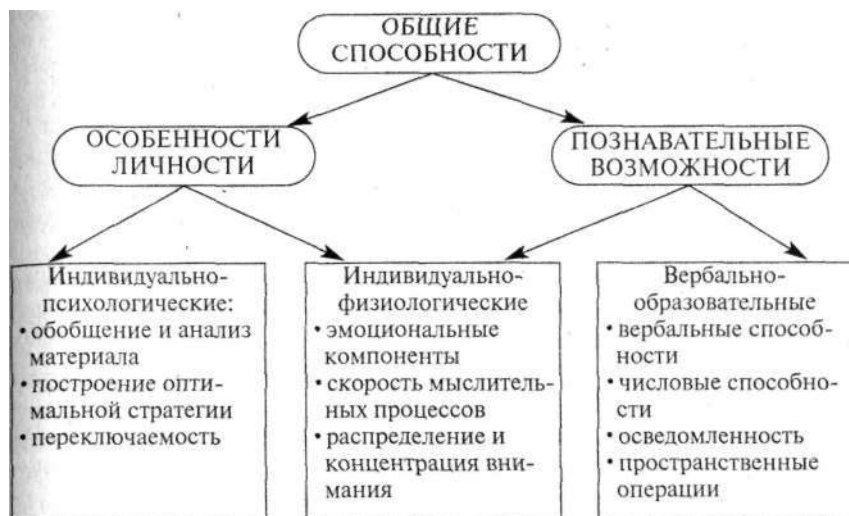 ОБЩИЕ
СПОСОБНОСТИ
ОСОБЕННОСТИ
ЛИЧНОСТИ
ПОЗНАВАТЕЛЬНЫЕ
ВОЗМОЖНОСТИ
Индивидуально-
психологические:
• обобщение и анализ
материала
• построение опти-
мальной стратегии
• переключаемость
Индивидуально-
физиологические
• эмоциональные
компоненты
• скорость мыслитель-
ных процессов
• распределение и
концентрация вни-
мания
Вербально-
образовательные
• вербальные способ-
ности
• числовые способно-
сти
• осведомленность
• пространственные
операции